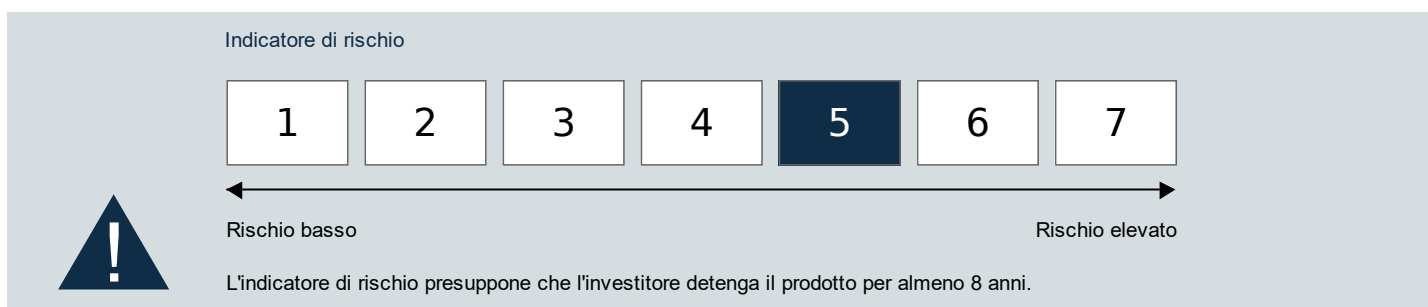 Indicatore di rischio
1 2 3 4 5 6 7
Rischio basso Rischio elevato
!
L'indicatore di rischio presuppone che l'investitore detenga il prodotto per almeno 8 anni.